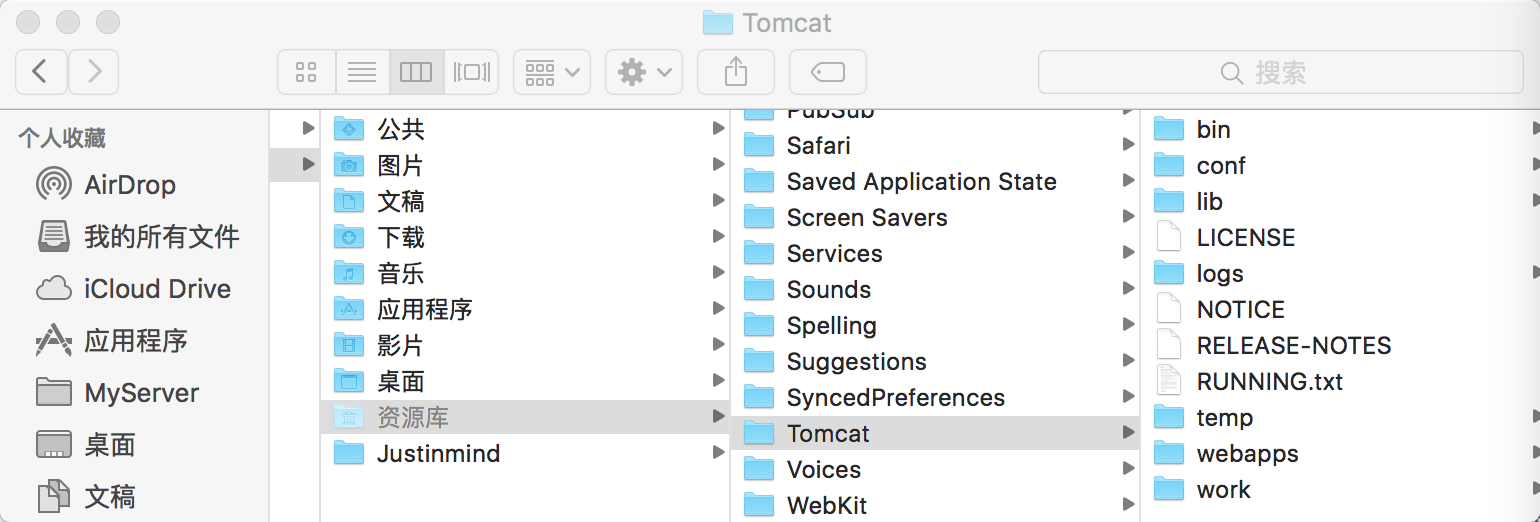 Tomcat
搜索
个人收藏
AirDrop
我的所有文件
iCloud Drive
应用程序
MyServer
桌面
文稿
公共
图片
文稿
下载
音乐
应用程序
影片
桌面
资源库
Justinmind
PubSub
Safari
Saved Application State
Screen Savers
Services
Sounds
Spelling
Suggestions
SyncedPreferences
Tomcat
Voices
WebKit
bin
conf
lib
LICENSE
logs
NOTICE
RELEASE-NOTES
RUNNING.txt
temp
webapps
work